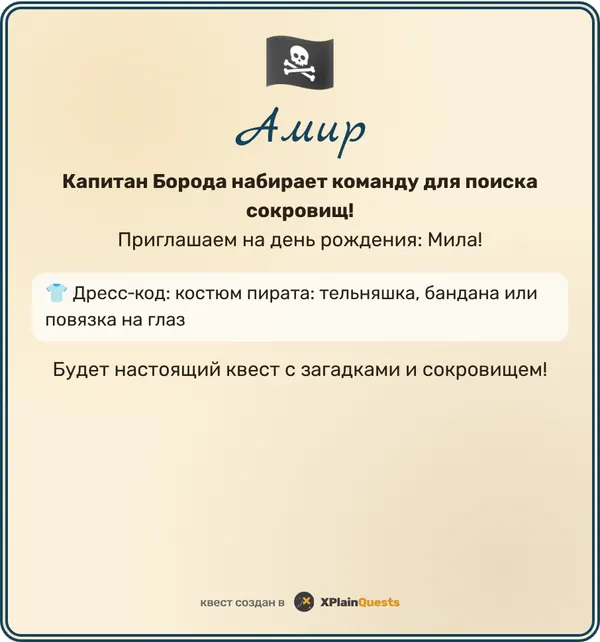 Амир
Капитан Борода набирает команду для поиска
сокровищ!
Приглашаем на день рождения: Мила!
👕 Дресс-код: костюм пирата: тельняшка, бандана или
повязка на глаз
Будет настоящий квест с загадками и сокровищем!
квест создан в XPlainQuests